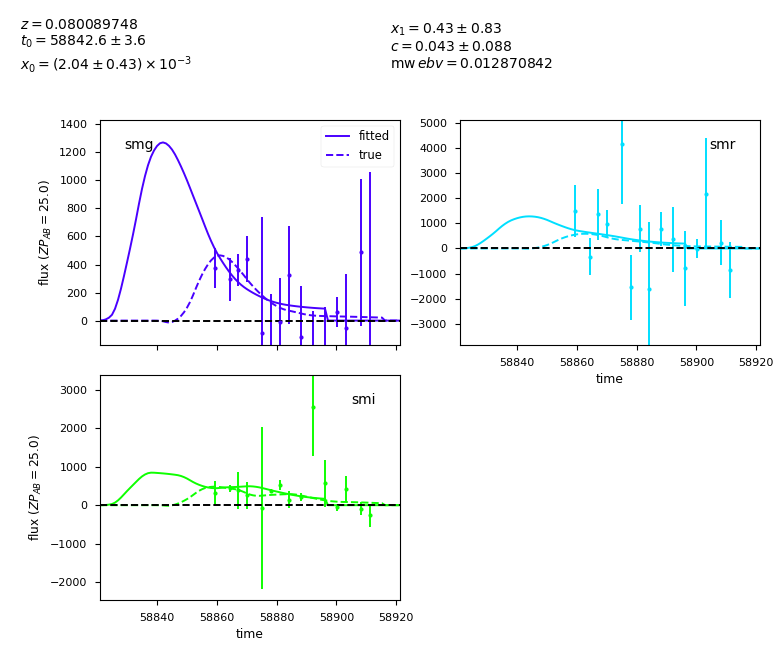 z = 0.080089748
t₀ = 58842.6 ± 3.6
x₀ = (2.04 ± 0.43) × 10⁻³
x₁ = 0.43 ± 0.83
c = 0.043 ± 0.088
mw ebv = 0.012870842
smg
fitted
true
1400
1200
1000
800
600
400
200
0
flux (ZP_AB = 25.0)
smr
5000
4000
3000
2000
1000
0
−1000
−2000
−3000
58840 58860 58880 58900 58920
time
smi
3000
2000
1000
0
−1000
−2000
flux (ZP_AB = 25.0)
58840 58860 58880 58900 58920
time